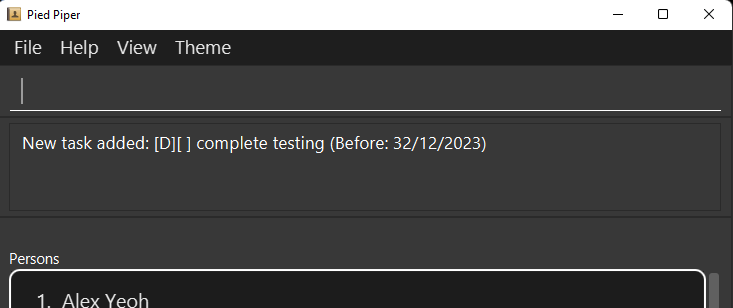 Pied Piper
File Help View Theme
New task added: [D][ ] complete testing (Before: 32/12/2023)
Persons
1. Alex Yeoh